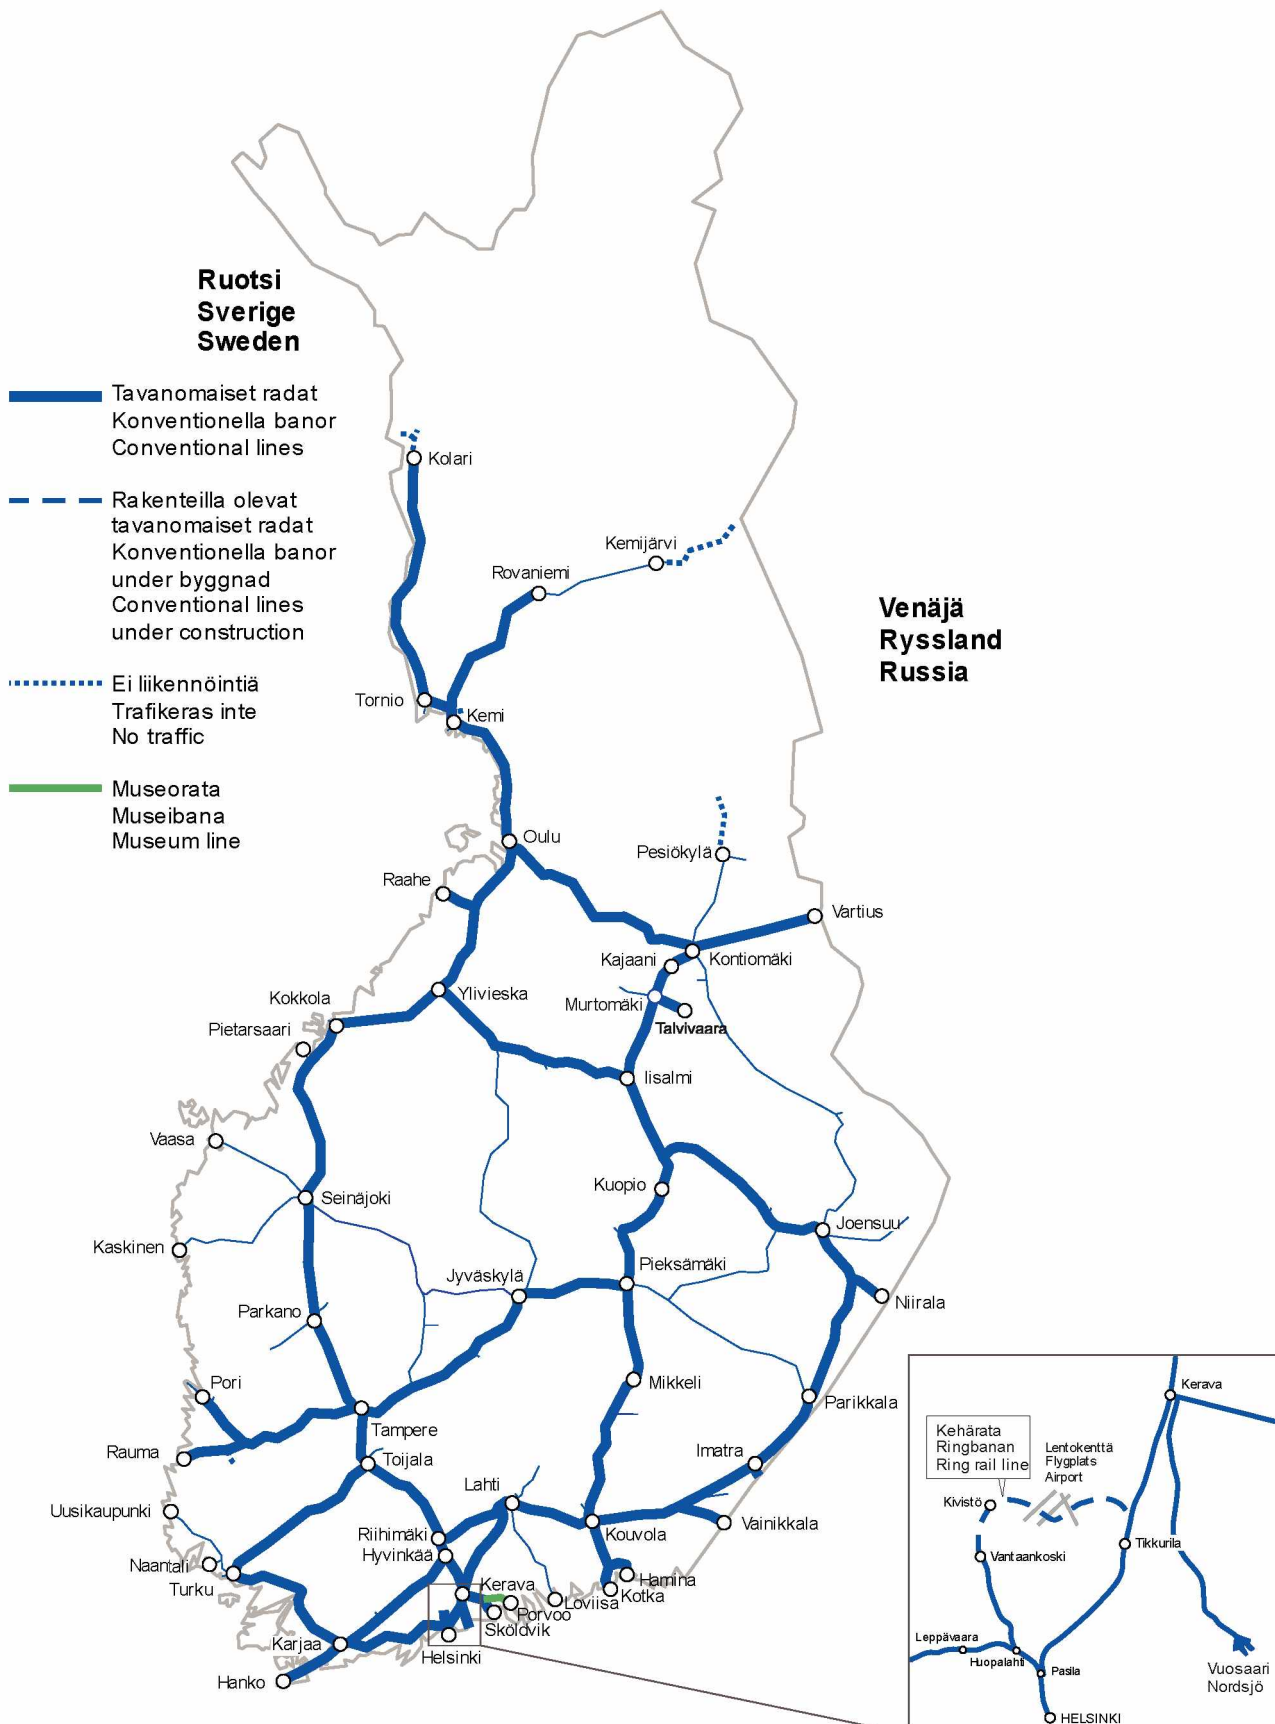 Ruotsi
Sverige
Sweden
Tavanomaiset radat
Konventionella banor
Conventional lines
Rakenteilla olevat
tavanomaiset radat
Konventionella banor
under byggnad
Conventional lines
under construction
Ei liikennöintiä
Trafikeras inte
No traffic
Museorata
Museibana
Museum line
Venäjä
Ryssland
Russia
Kolari
Kemijärvi
Rovaniemi
Tornio
Kemi
Oulu
Pesiökylä
Raahe
Vartius
Kajaani
Kontiomäki
Ylivieska
Kokkola
Murtomäki
Pietarsaari
Talvivaara
Iisalmi
Vaasa
Kuopio
Seinäjoki
Joensuu
Kaskinen
Pieksämäki
Jyväskylä
Niirala
Parkano
Mikkeli
Pori
Parikkala
Tampere
Rauma
Imatra
Toijala
Lahti
Uusikaupunki
Vainikkala
Kouvola
Riihimäki
Hyvinkää
Naantali
Turku
Hamina
Kerava
Kotka
Loviisa
Porvoo
Sköldvik
Karjaa
Helsinki
Hanko
Kerava
Kehärata
Ringbanan
Ring rail line
Lentokenttä
Flygplats
Airport
Kivistö
Tikkurila
Vantaankoski
Leppävaara
Huopalahti
Pasila
Vuosaari
Nordsjö
HELSINKI